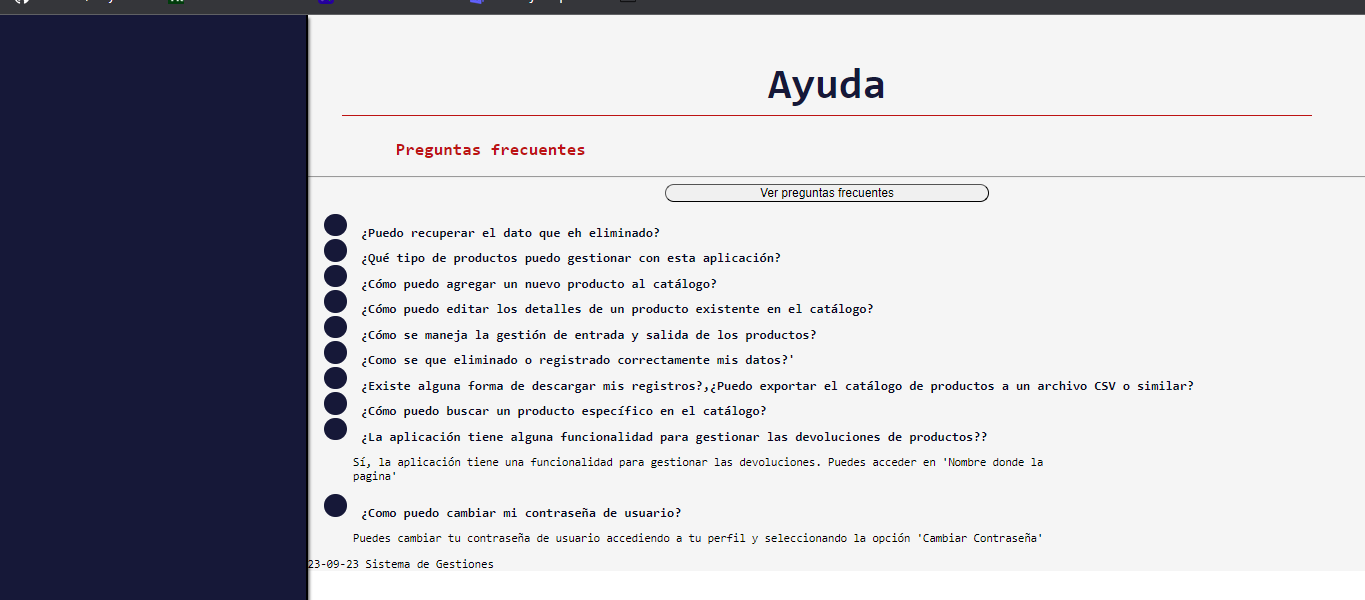 Ayuda
Preguntas frecuentes
Ver preguntas frecuentes
¿Puedo recuperar el dato que eh eliminado?
¿Qué tipo de productos puedo gestionar con esta aplicación?
¿Cómo puedo agregar un nuevo producto al catálogo?
¿Cómo puedo editar los detalles de un producto existente en el catálogo?
¿Cómo se maneja la gestión de entrada y salida de los productos?
¿Como se que eliminado o registrado correctamente mis datos?'
¿Existe alguna forma de descargar mis registros?,¿Puedo exportar el catálogo de productos a un archivo CSV o similar?
¿Cómo puedo buscar un producto específico en el catálogo?
¿La aplicación tiene alguna funcionalidad para gestionar las devoluciones de productos??
Sí, la aplicación tiene una funcionalidad para gestionar las devoluciones. Puedes acceder en 'Nombre donde la
pagina'
¿Como puedo cambiar mi contraseña de usuario?
Puedes cambiar tu contraseña de usuario accediendo a tu perfil y seleccionando la opción 'Cambiar Contraseña'
23-09-23 Sistema de Gestiones